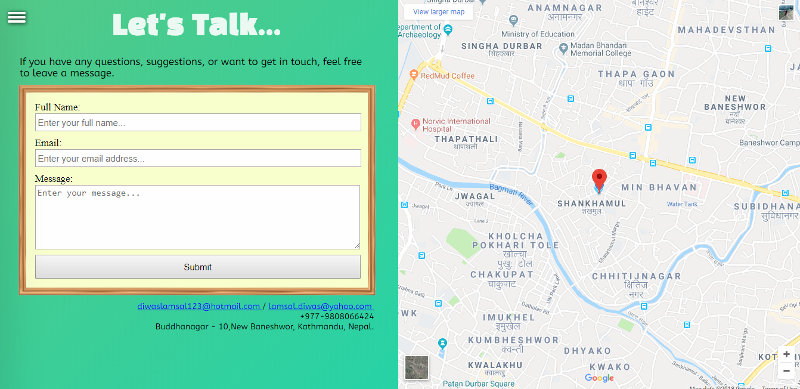 Let's Talk...
If you have any questions, suggestions, or want to get in touch, feel free
to leave a message.
Full Name:
Enter your full name...
Email:
Enter your email address...
Message:
Enter your message...
Submit
diwaslamsal123@hotmail.com / lamsal.diwas@yahoo.com
+977-9808066424
Buddhanagar - 10,New Baneshwor, Kathmandu, Nepal.
View larger map
ANAMNAGAR
अनामनगर
MAHADEVSTHAN
Department of
Archaeology
Ministry of Education
SINGHA DURBAR
सिंहदरबार
Madan Bhandari
Memorial College
RedMud Coffee
THAPA GAON
थापा गाउँ
NEW
BANESHWOR
नयाँ
बानेश्वर
Norvic International
Hospital
THAPATHALI
थापाथली
Baneshwor Camp
Bagmati River
MIN BHAVAN
JWAGAL
ज्वागल
SHANKHAMUL
शंखमुल
Water Tank
SUBIDHANA
सुविधानगर
KHOLCHA
POKHARI TOLE
CHAKUPAT
चाकुपाट
CHHITIJNAGAR
क्षितिज
नगर
IMUKHEL
इमुखेल
KUMBHESHWAR
कुम्भेश्वर
DHYAKO
KWALAKHU
KWAKO
Patan Durbar Square
Google
+
−